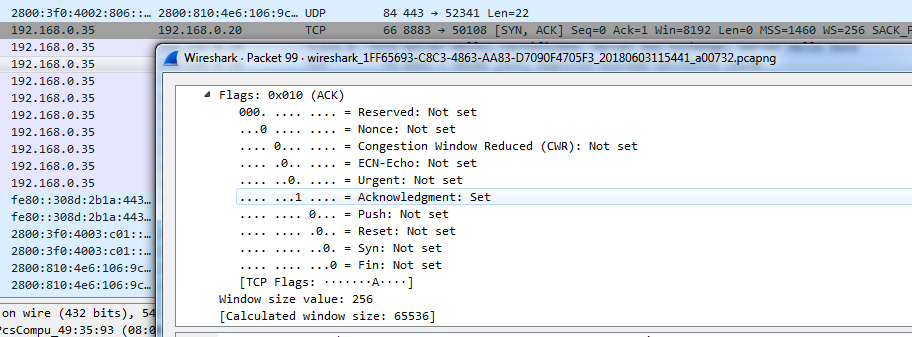 2800:3f0:4002:806::… 2800:810:4e6:106:9c… UDP 84 443 → 52341 Len=22
192.168.0.35 192.168.0.20 TCP 66 8883 → 50108 [SYN, ACK] Seq=0 Ack=1 Win=8192 Len=0 MSS=1460 WS=256 SACK_P
192.168.0.35
192.168.0.35
192.168.0.35
192.168.0.35
192.168.0.35
192.168.0.35
192.168.0.35
192.168.0.35
192.168.0.35
192.168.0.35
fe80::308d:2b1a:443…
fe80::308d:2b1a:443…
2800:3f0:4003:c01::…
2800:3f0:4003:c01::…
2800:810:4e6:106:9c…
2800:810:4e6:106:9c…
on wire (432 bits), 54
PcsCompu_49:35:93 (08:0
Wireshark · Packet 99 · wireshark_1FF65693-C8C3-4863-AA83-D7090F4705F3_20180603115441_a00732.pcapng
Flags: 0x010 (ACK)
000. .... .... = Reserved: Not set
...0 .... .... = Nonce: Not set
.... 0... .... = Congestion Window Reduced (CWR): Not set
.... .0.. .... = ECN-Echo: Not set
.... ..0. .... = Urgent: Not set
.... ...1 .... = Acknowledgment: Set
.... .... 0... = Push: Not set
.... .... .0.. = Reset: Not set
.... .... ..0. = Syn: Not set
.... .... ...0 = Fin: Not set
[TCP Flags: ·······A····]
Window size value: 256
[Calculated window size: 65536]